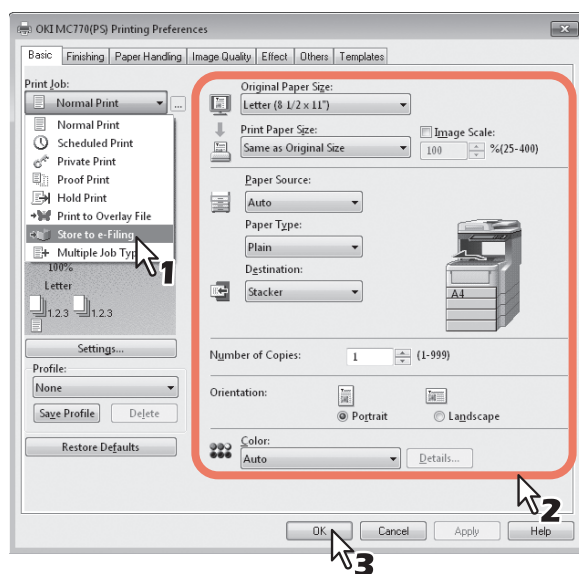 OKI MC770(PS) Printing Preferences
Basic Finishing Paper Handling Image Quality Effect Others Templates
Print Job:
Normal Print ...
Normal Print
Scheduled Print
Private Print
Proof Print
Hold Print
Print to Overlay File
Store to e-Filing
Multiple Job Typ
1
100%
Letter
1.2.3 1.2.3
Settings...
Profile:
None
Save Profile Delete
Restore Defaults
Original Paper Size:
Letter (8 1/2 x 11")
Print Paper Size:
Same as Original Size
Image Scale:
100 %(25-400)
Paper Source:
Auto
Paper Type:
Plain
Destination:
Stacker
A4
Number of Copies: 1 (1-999)
Orientation:
Portrait Landscape
Color:
Auto Details...
2
OK Cancel Apply Help
3